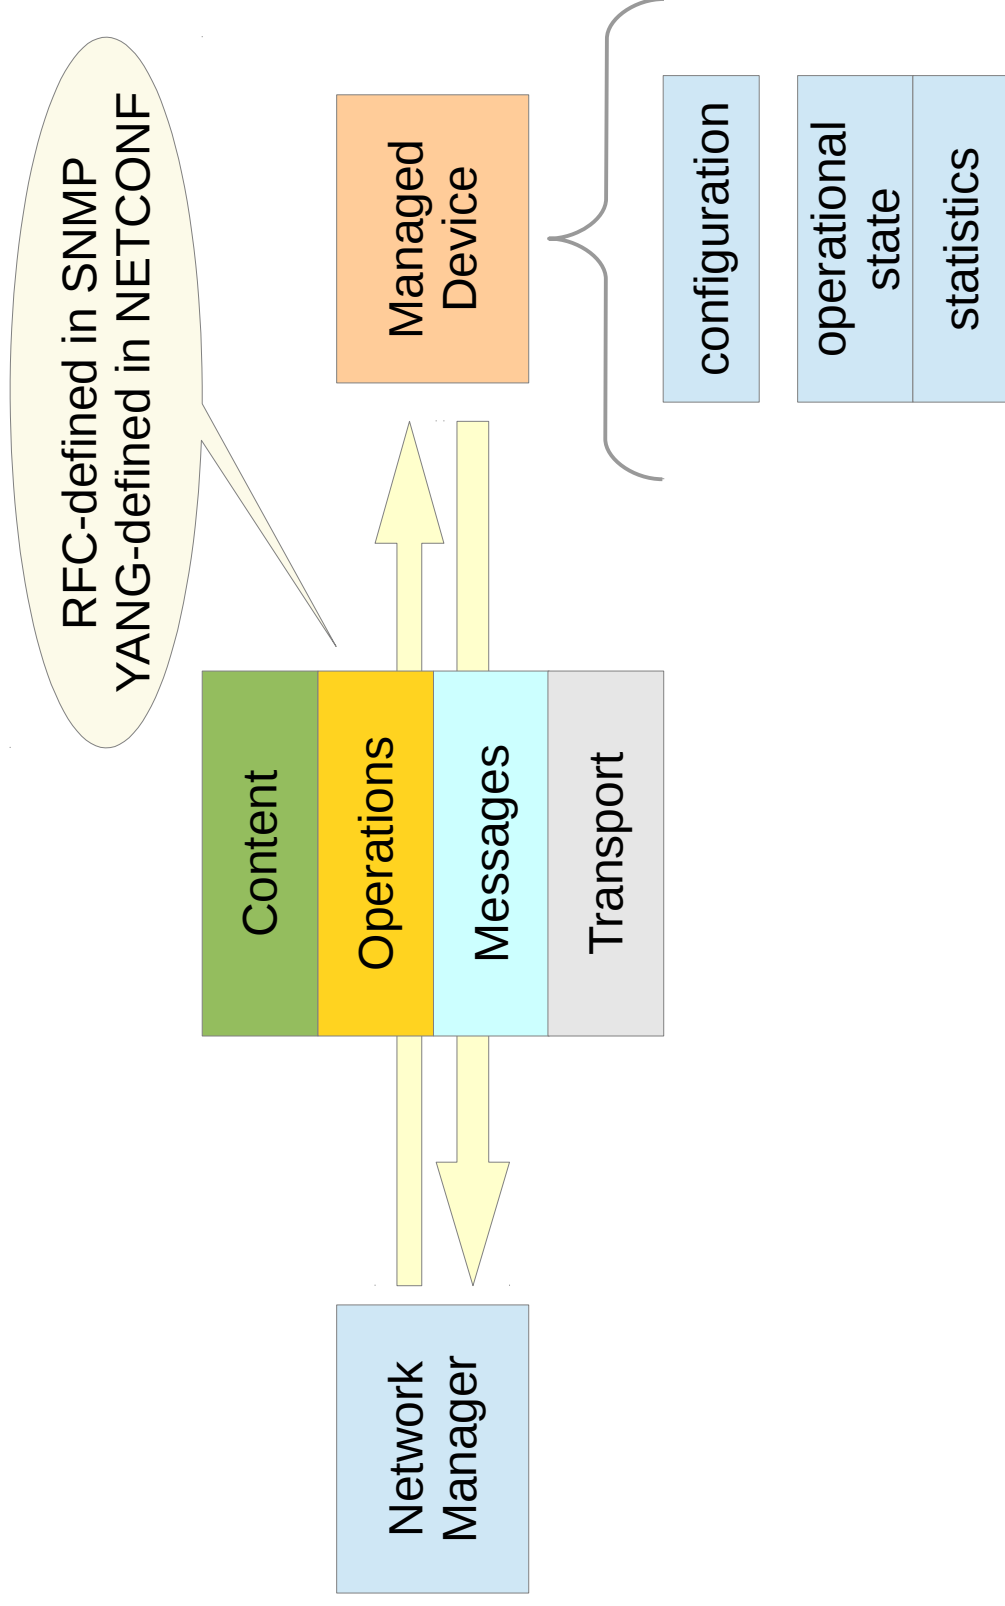 RFC-defined in SNMP
YANG-defined in NETCONF
Network
Manager
Content
Operations
Messages
Transport
Managed
Device
configuration
operational
state
statistics